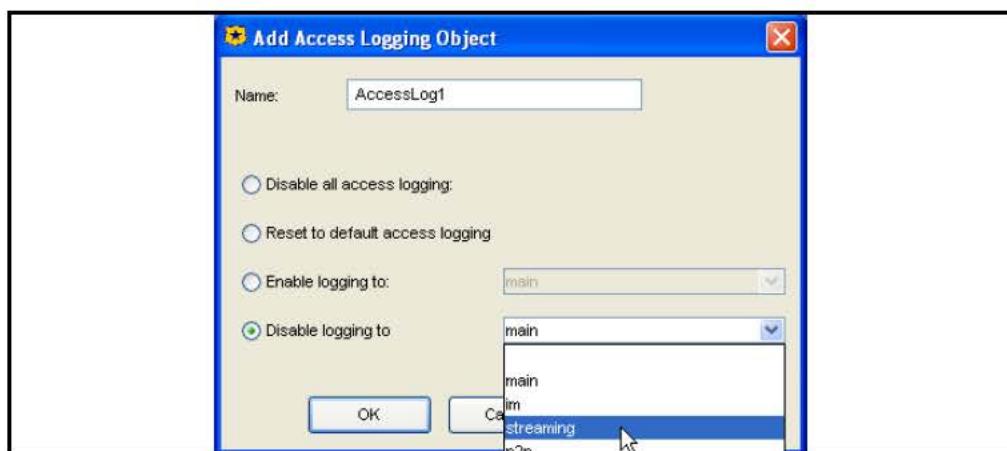 Add Access Logging Object
Name: AccessLog1
Disable all access logging:
Reset to default access logging
Enable logging to: main
Disable logging to main
main
im
OK Ca
streaming